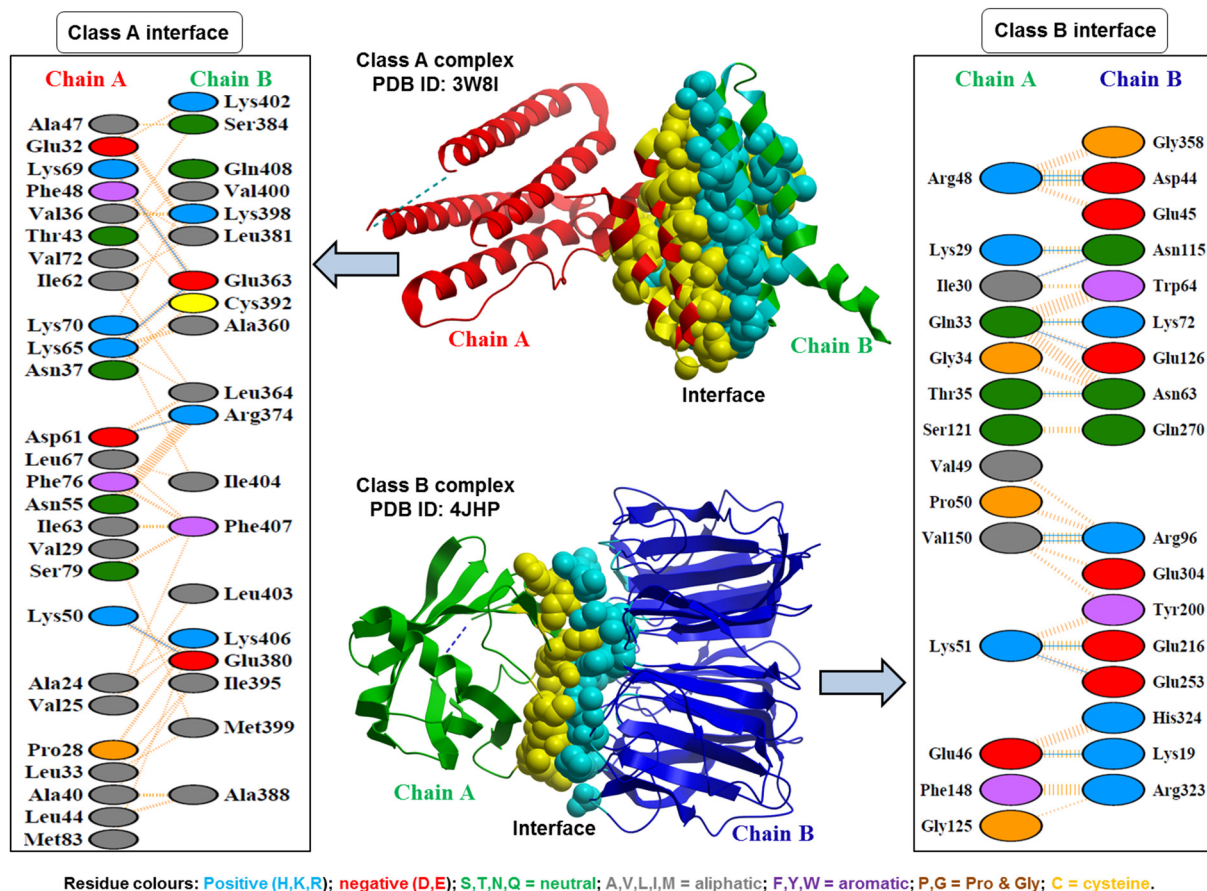 Class A interface
Chain A Chain B
Lys402
Ala47 Ser384
Glu32
Lys69 Gln408
Phe48 Val400
Val36 Lys398
Thr43 Leu381
Val72
Ile62 Glu363
Cys392
Lys70 Ala360
Lys65
Asn37
Leu364
Arg374
Asp61
Leu67
Phe76 Ile404
Asn55
Ile63 Phe407
Val29
Ser79
Leu403
Lys50
Lys406
Glu380
Ala24 Ile395
Val25
Met399
Pro28
Leu33
Ala40 Ala388
Leu44
Met83
Class A complex
PDB ID: 3W8I
Chain A
Chain B
Interface
Class B complex
PDB ID: 4JHP
Chain A
Interface
Chain B
Class B interface
Chain A Chain B
Gly358
Arg48 Asp44
Glu45
Lys29 Asn115
Ile30 Trp64
Gln33 Lys72
Gly34 Glu126
Thr35 Asn63
Ser121 Gln270
Val49
Pro50
Val150 Arg96
Glu304
Tyr200
Lys51 Glu216
Glu253
His324
Glu46 Lys19
Phe148 Arg323
Gly125
Residue colours: Positive (H,K,R); negative (D,E); S,T,N,Q = neutral; A,V,L,I,M = aliphatic; F,Y,W = aromatic; P,G = Pro & Gly; C = cysteine.